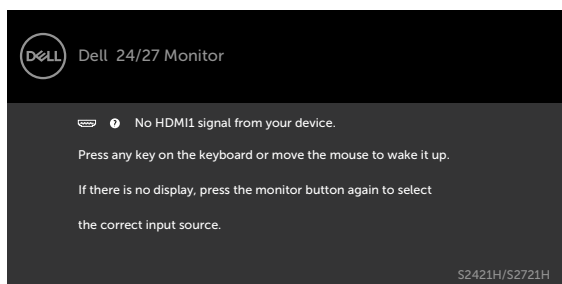 DELL
Dell 24/27 Monitor
? No HDMI1 signal from your device.
Press any key on the keyboard or move the mouse to wake it up.
If there is no display, press the monitor button again to select
the correct input source.
S2421H/S2721H